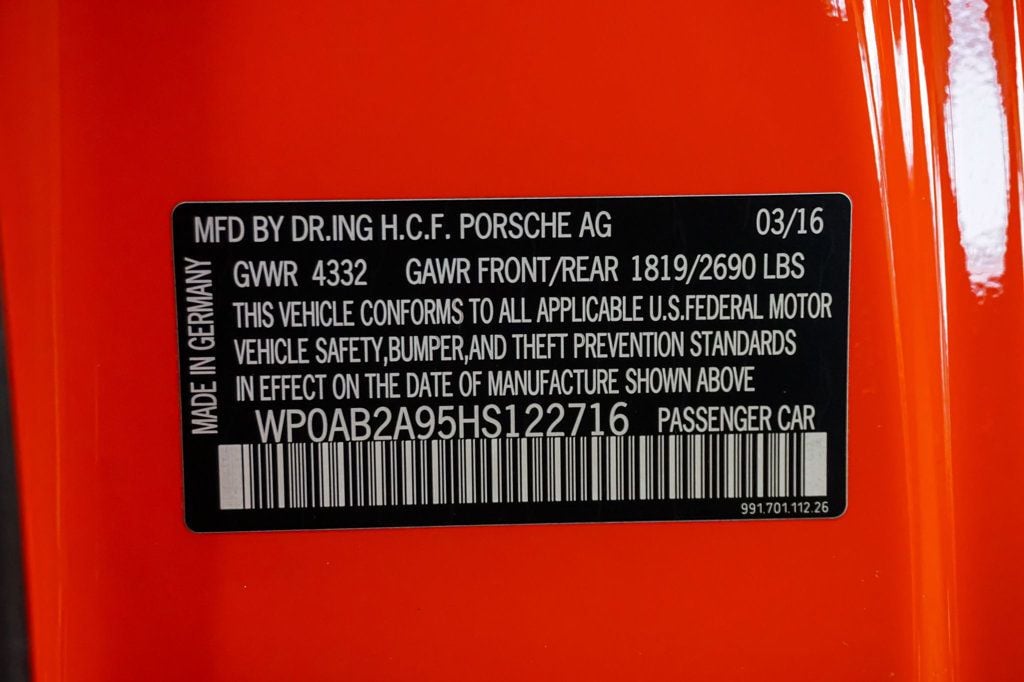 MFD BY DR.ING H.C.F. PORSCHE AG 03/16
GVWR 4332 GAWR FRONT/REAR 1819/2690 LBS
THIS VEHICLE CONFORMS TO ALL APPLICABLE U.S.FEDERAL MOTOR
VEHICLE SAFETY,BUMPER,AND THEFT PREVENTION STANDARDS
IN EFFECT ON THE DATE OF MANUFACTURE SHOWN ABOVE
MADE IN GERMANY
WP0AB2A95HS122716 PASSENGER CAR
991.701.112.26